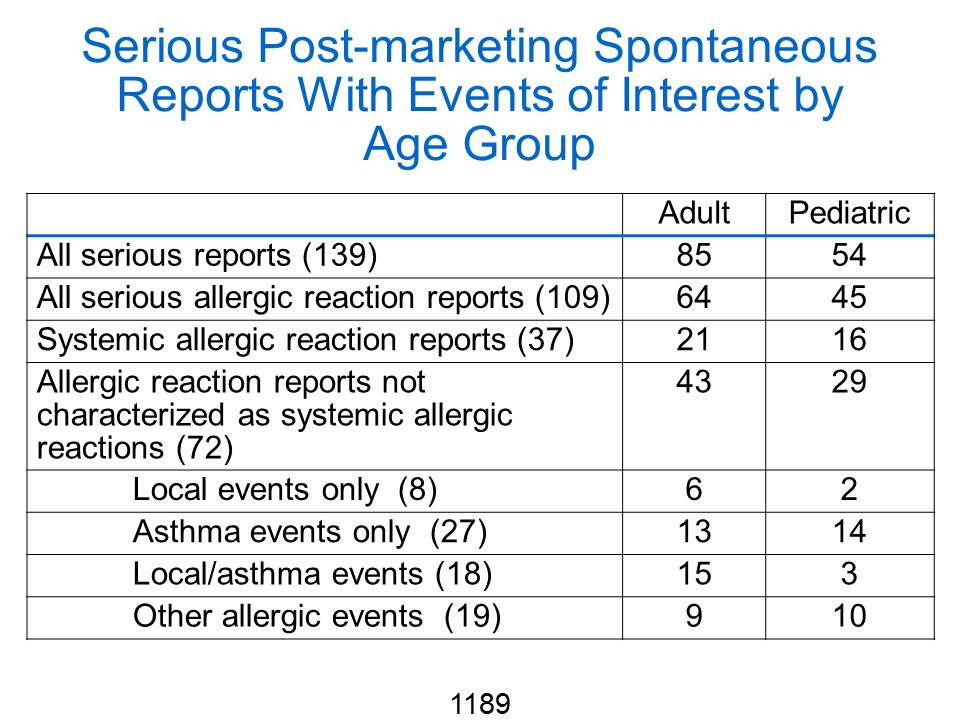 Serious Post-marketing Spontaneous
Reports With Events of Interest by
Age Group
Adult Pediatric
All serious reports (139) 85 54
All serious allergic reaction reports (109) 64 45
Systemic allergic reaction reports (37) 21 16
Allergic reaction reports not 43 29
characterized as systemic allergic
reactions (72)
Local events only (8) 6 2
Asthma events only (27) 13 14
Local/asthma events (18) 15 3
Other allergic events (19) 9 10
1189